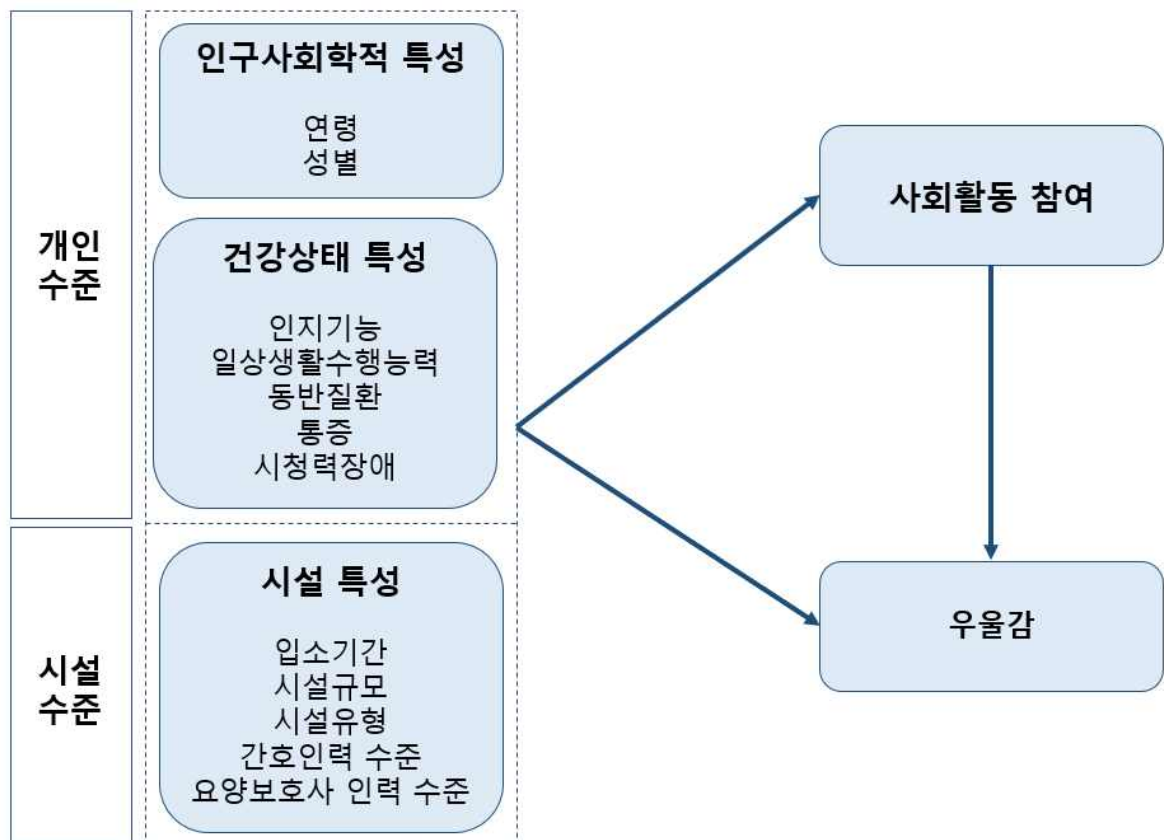 개인
수준
인구사회학적 특성
연령
성별
건강상태 특성
인지기능
일상생활수행능력
동반질환
통증
시청력장애
시설
수준
시설 특성
입소기간
시설규모
시설유형
간호인력 수준
요양보호사 인력 수준
사회활동 참여
우울감